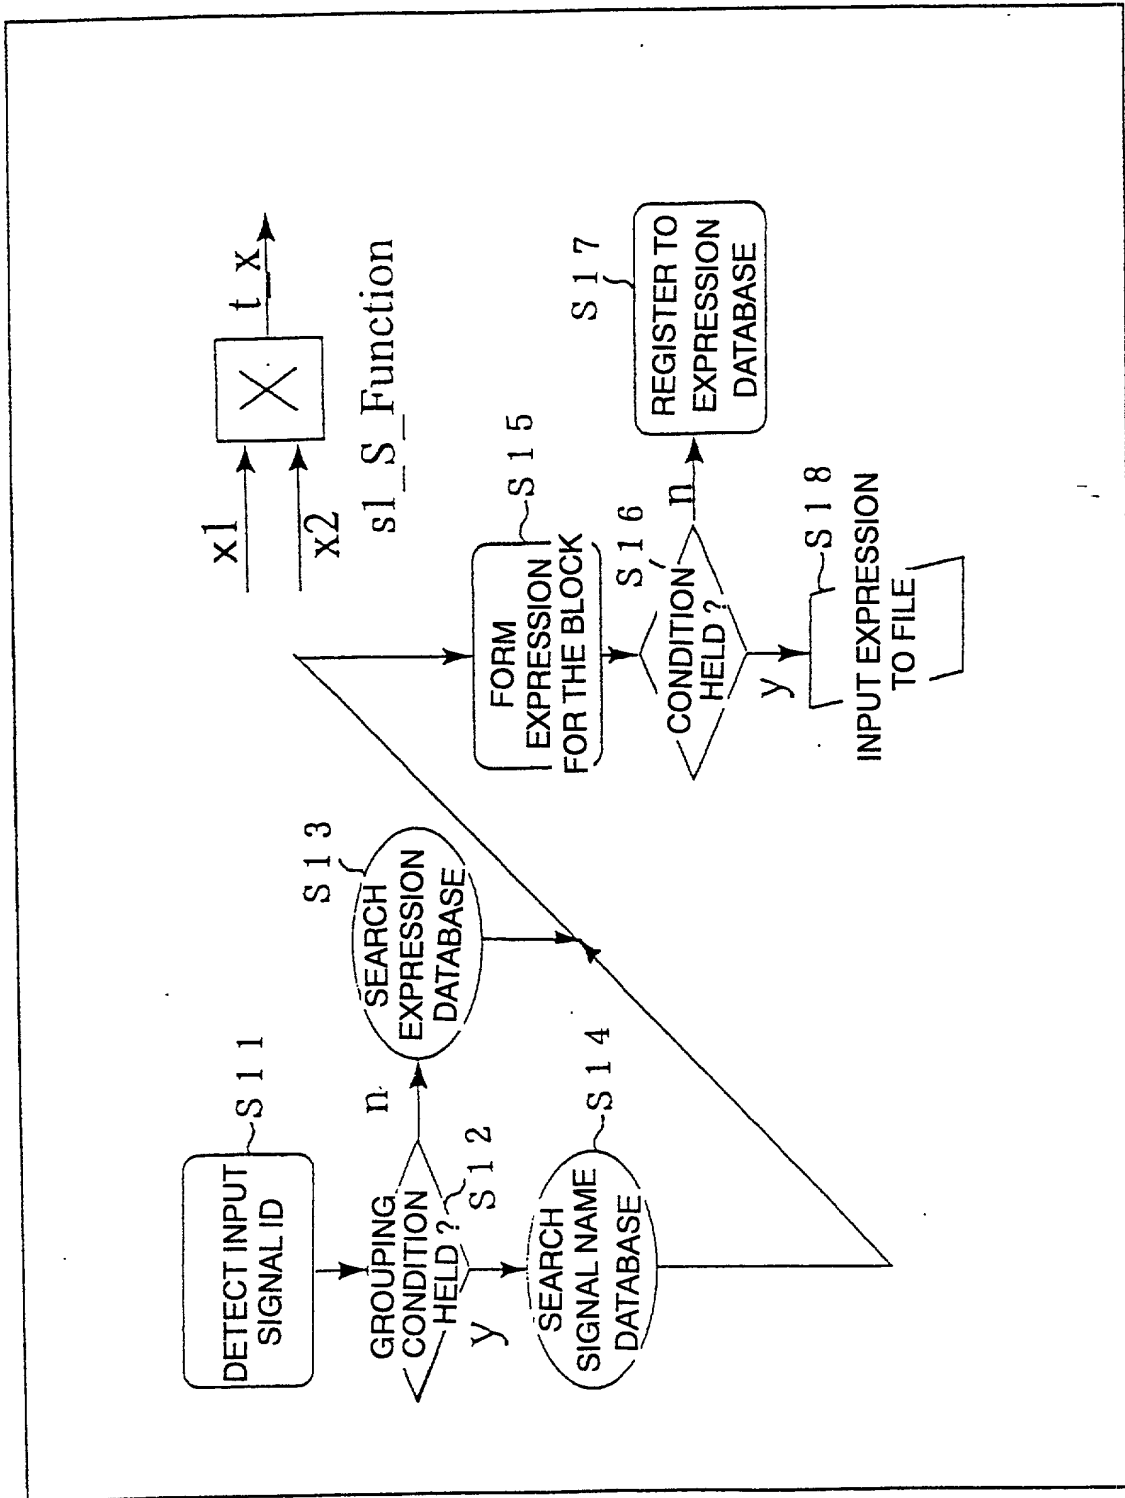 DETECT INPUT
SIGNAL ID
S11
GROUPING
CONDITION
HELD ?
S12
n
y
SEARCH
EXPRESSION
DATABASE
S13
SEARCH
SIGNAL NAME
DATABASE
S14
x1
x2
t_x
s1_S_Function
FORM
EXPRESSION
FOR THE BLOCK
S15
CONDITION
HELD ?
S16
n
y
REGISTER TO
EXPRESSION
DATABASE
S17
INPUT EXPRESSION
TO FILE
S18